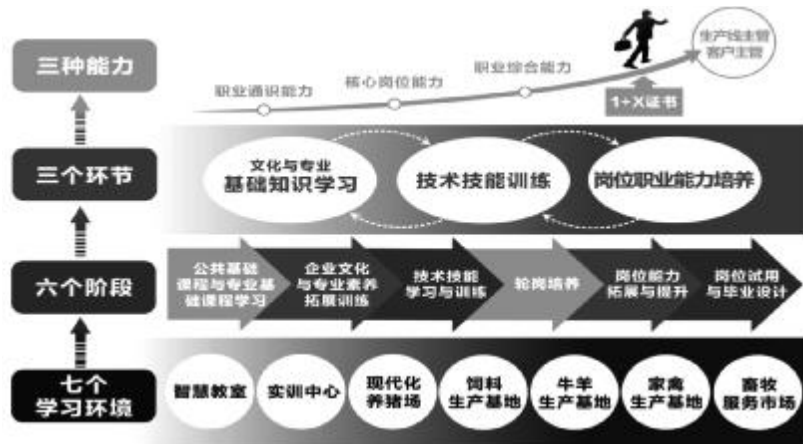 三种能力
职业通识能力
核心岗位能力
职业综合能力
1+X证书
生产线主管
客户主管
三个环节
文化与专业
基础知识学习
技术技能训练
岗位职业能力培养
六个阶段
公共基础
课程与专业基
础课程学习
企业文化
与专业素养
拓展训练
技术技能
学习与训练
轮岗培养
岗位能力
拓展与提升
岗位试用
与毕业设计
七个
学习环境
智慧教室
实训中心
现代化
养猪场
饲料
生产基地
牛羊
生产基地
家禽
生产基地
畜牧
服务市场